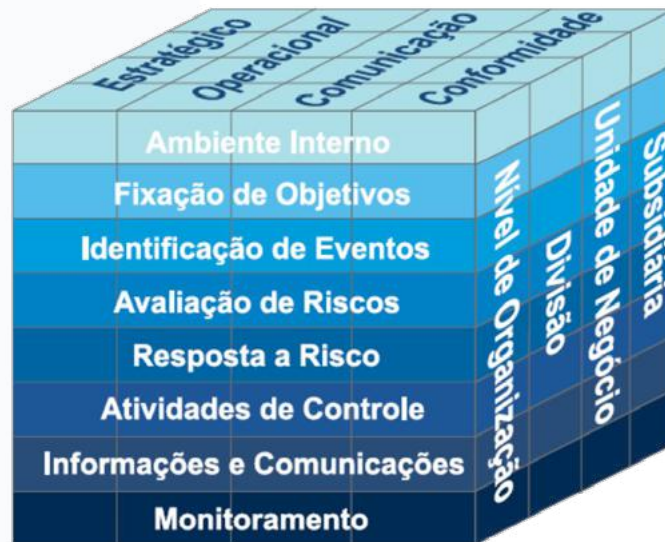 Estratégico
Operacional
Comunicação
Conformidade
Ambiente Interno
Fixação de Objetivos
Identificação de Eventos
Avaliação de Riscos
Resposta a Risco
Atividades de Controle
Informações e Comunicações
Monitoramento
Nível de Organização
Divisão
Unidade de Negócio
Subsdiaria